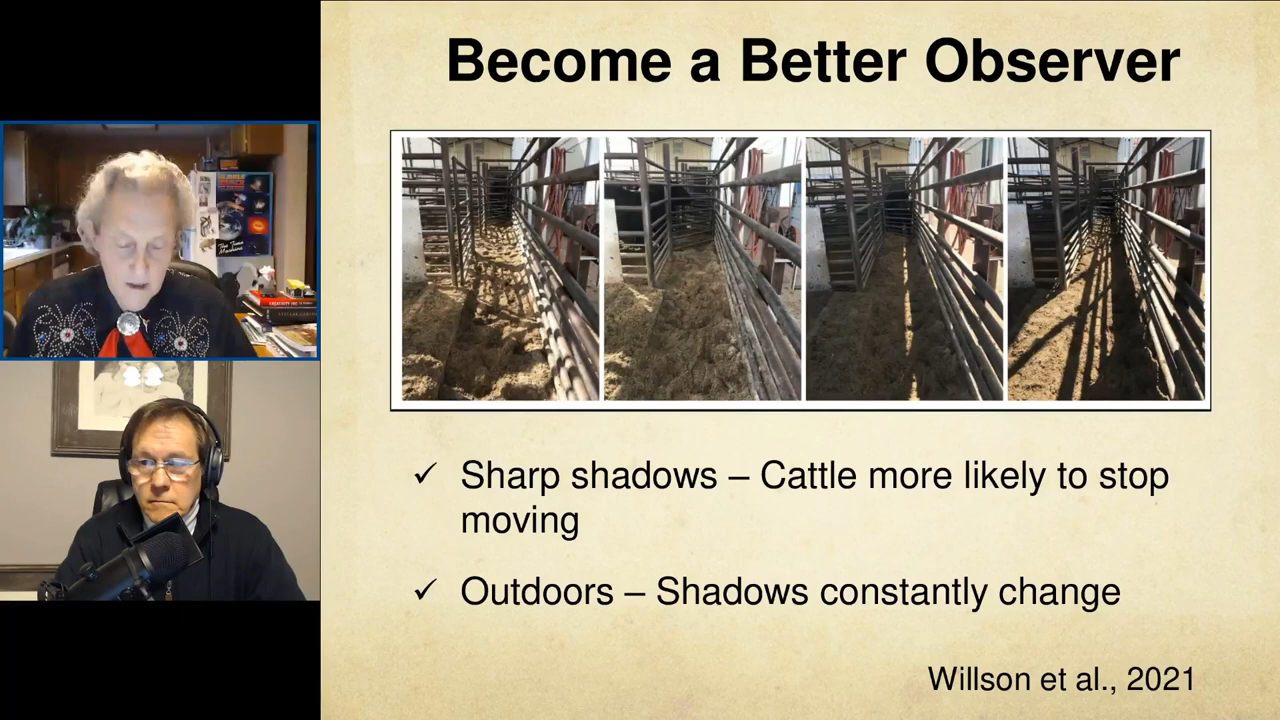 Become a Better Observer
✓ Sharp shadows – Cattle more likely to stop
moving
✓ Outdoors – Shadows constantly change
Willson et al., 2021